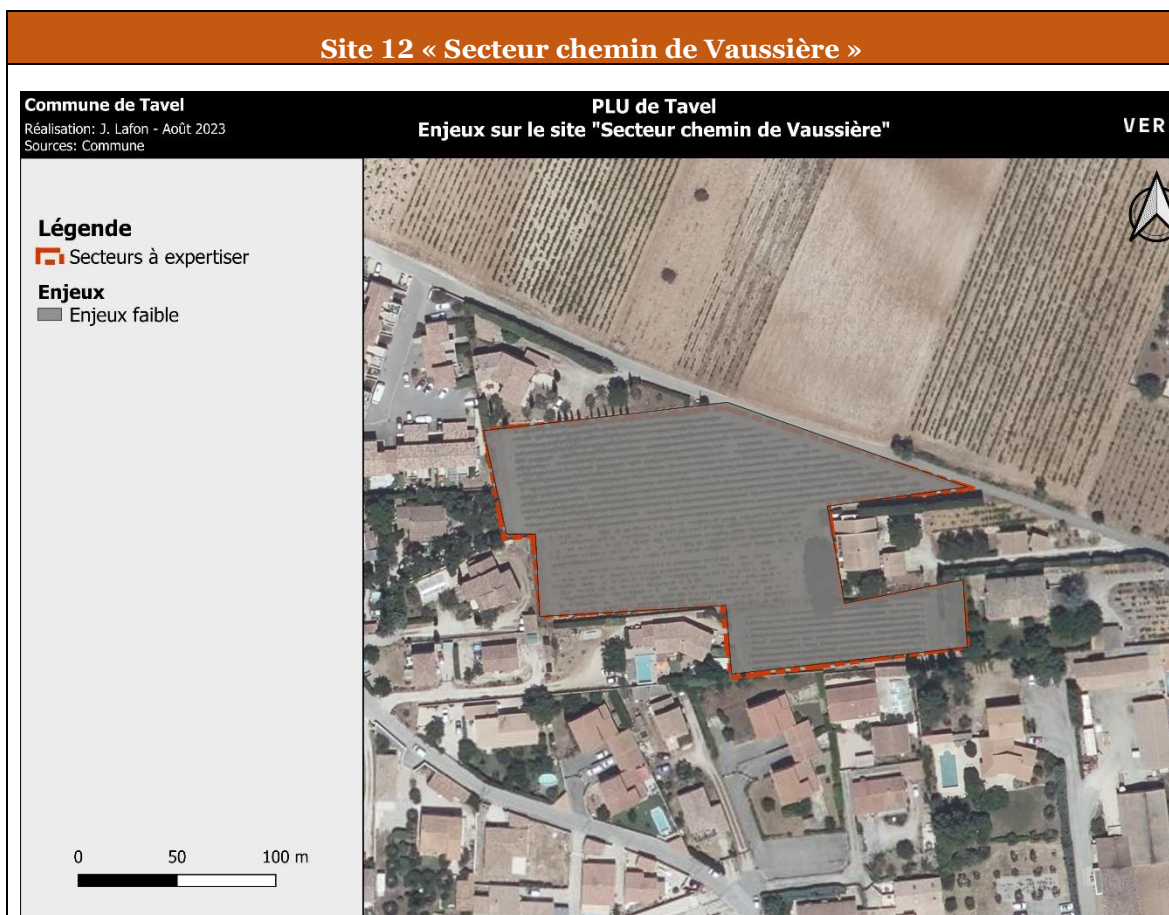 Site 12 « Secteur chemin de Vaussière »
Commune de Tavel
Réalisation: J. Lafon - Août 2023
Sources: Commune
PLU de Tavel
Enjeux sur le site "Secteur chemin de Vaussière"
VER
Légende
Secteurs à expertiser
Enjeux
Enjeux faible
0 50 100 m